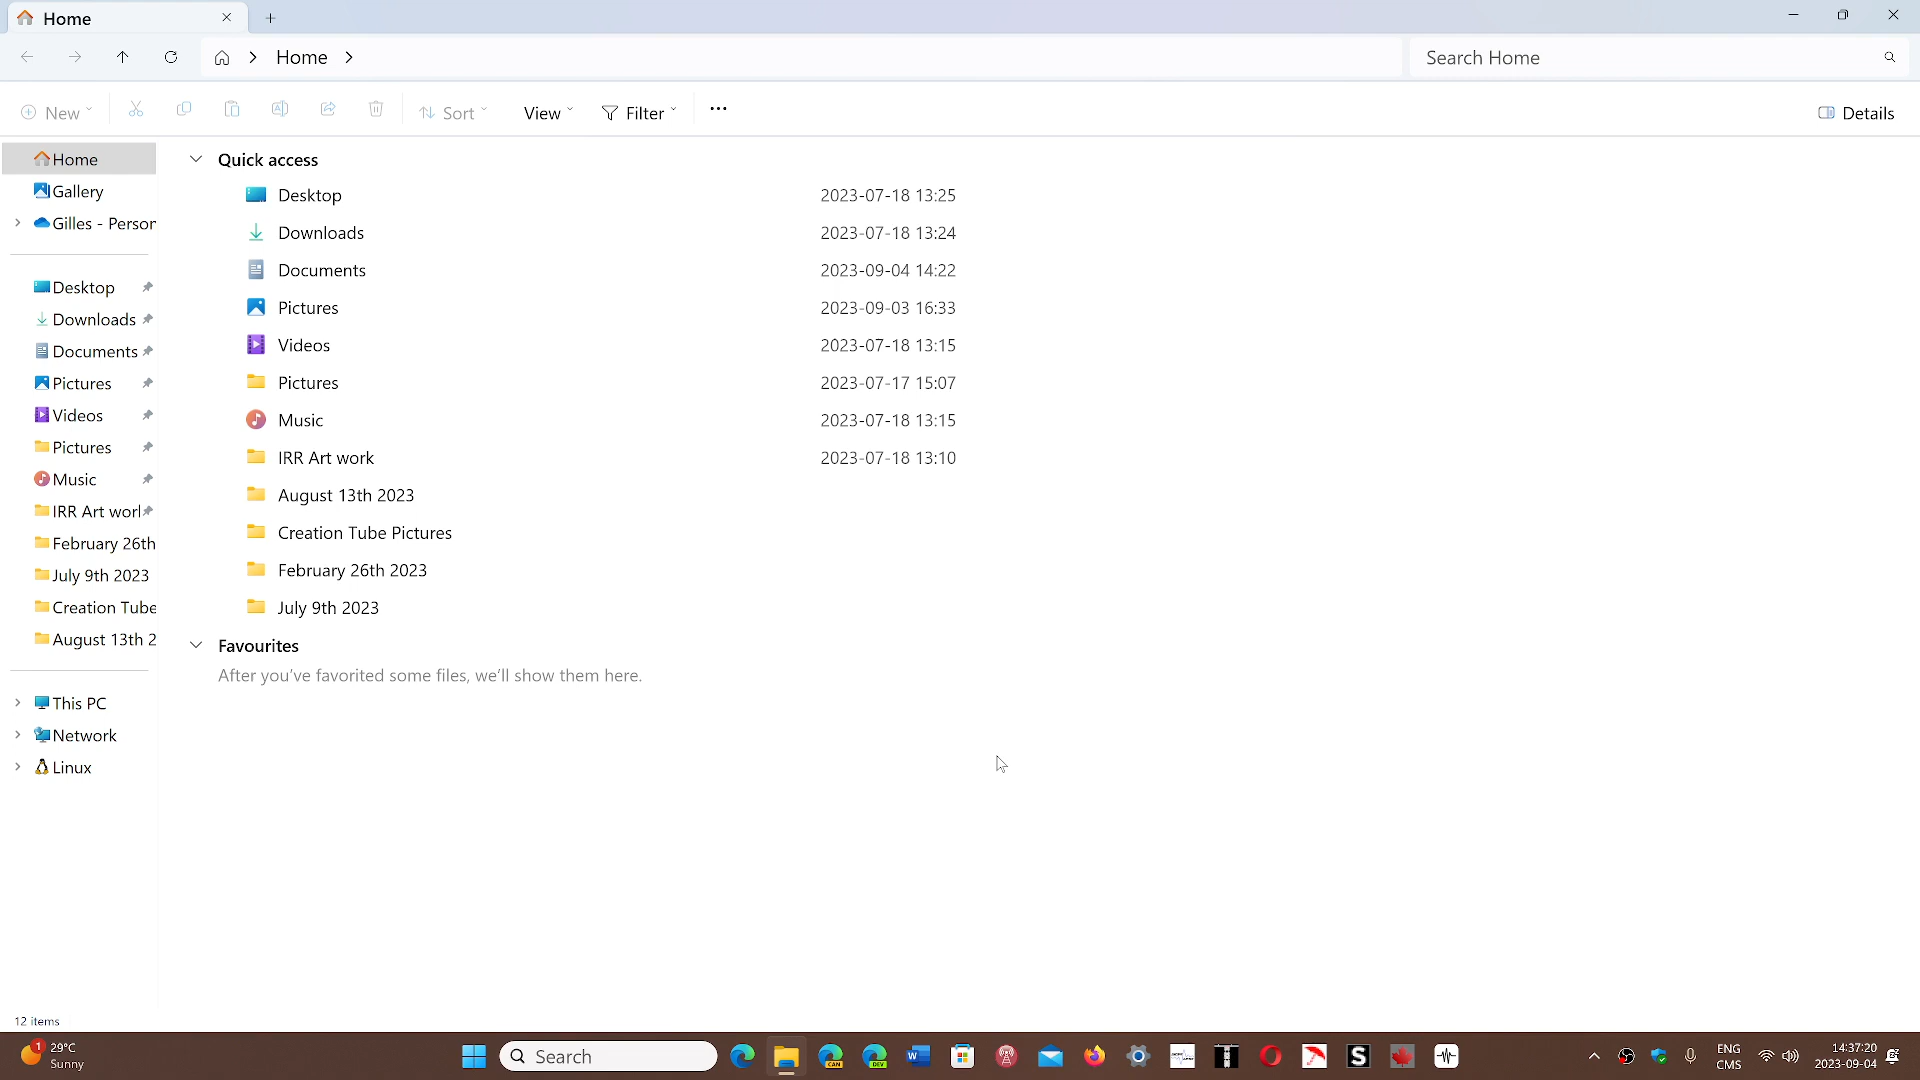 Home
Home
Search Home
New
Sort
View
Filter
Details
Home
Gallery
Gilles - Person
Desktop
Downloads
Documents
Pictures
Videos
Pictures
Music
IRR Art worl
February 26th
July 9th 2023
Creation Tube
August 13th 2
This PC
Network
Linux
Quick access
Desktop 2023-07-18 13:25
Downloads 2023-07-18 13:24
Documents 2023-09-04 14:22
Pictures 2023-09-03 16:33
Videos 2023-07-18 13:15
Pictures 2023-07-17 15:07
Music 2023-07-18 13:15
IRR Art work 2023-07-18 13:10
August 13th 2023
Creation Tube Pictures
February 26th 2023
July 9th 2023
Favourites
After you've favorited some files, we'll show them here.
12 items
1
29°C
Sunny
Search
CAN
DEV
W
S
ENG
CMS
14:37:20
2023-09-04